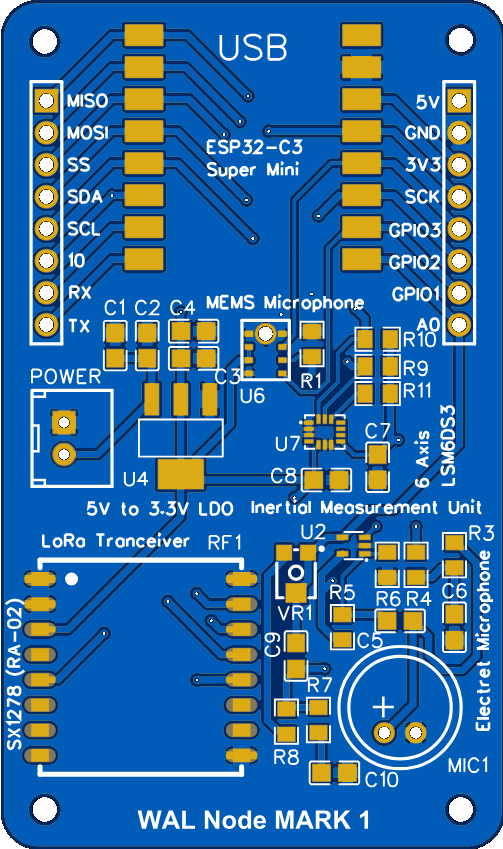 USB
MISO
MOSI
SS
SDA
SCL
10
RX
TX
ESP32-C3
Super Mini
5V
GND
3V3
SCK
GPIO3
GPIO2
GPIO1
A0
MEMS Microphone
C1
C2
C4
C3
U6
R1
R10
R9
R11
POWER
U4
U7
C7
C8
6 Axis
LSM6DS3
5V to 3.3V LDO
Inertial Measurement Unit
LoRa Tranceiver
RF1
SX1278 (RA-02)
U2
VR1
R3
R5
R6
R4
C6
C5
C9
R7
R8
C10
Electret Microphone
+
MIC1
WAL Node MARK 1